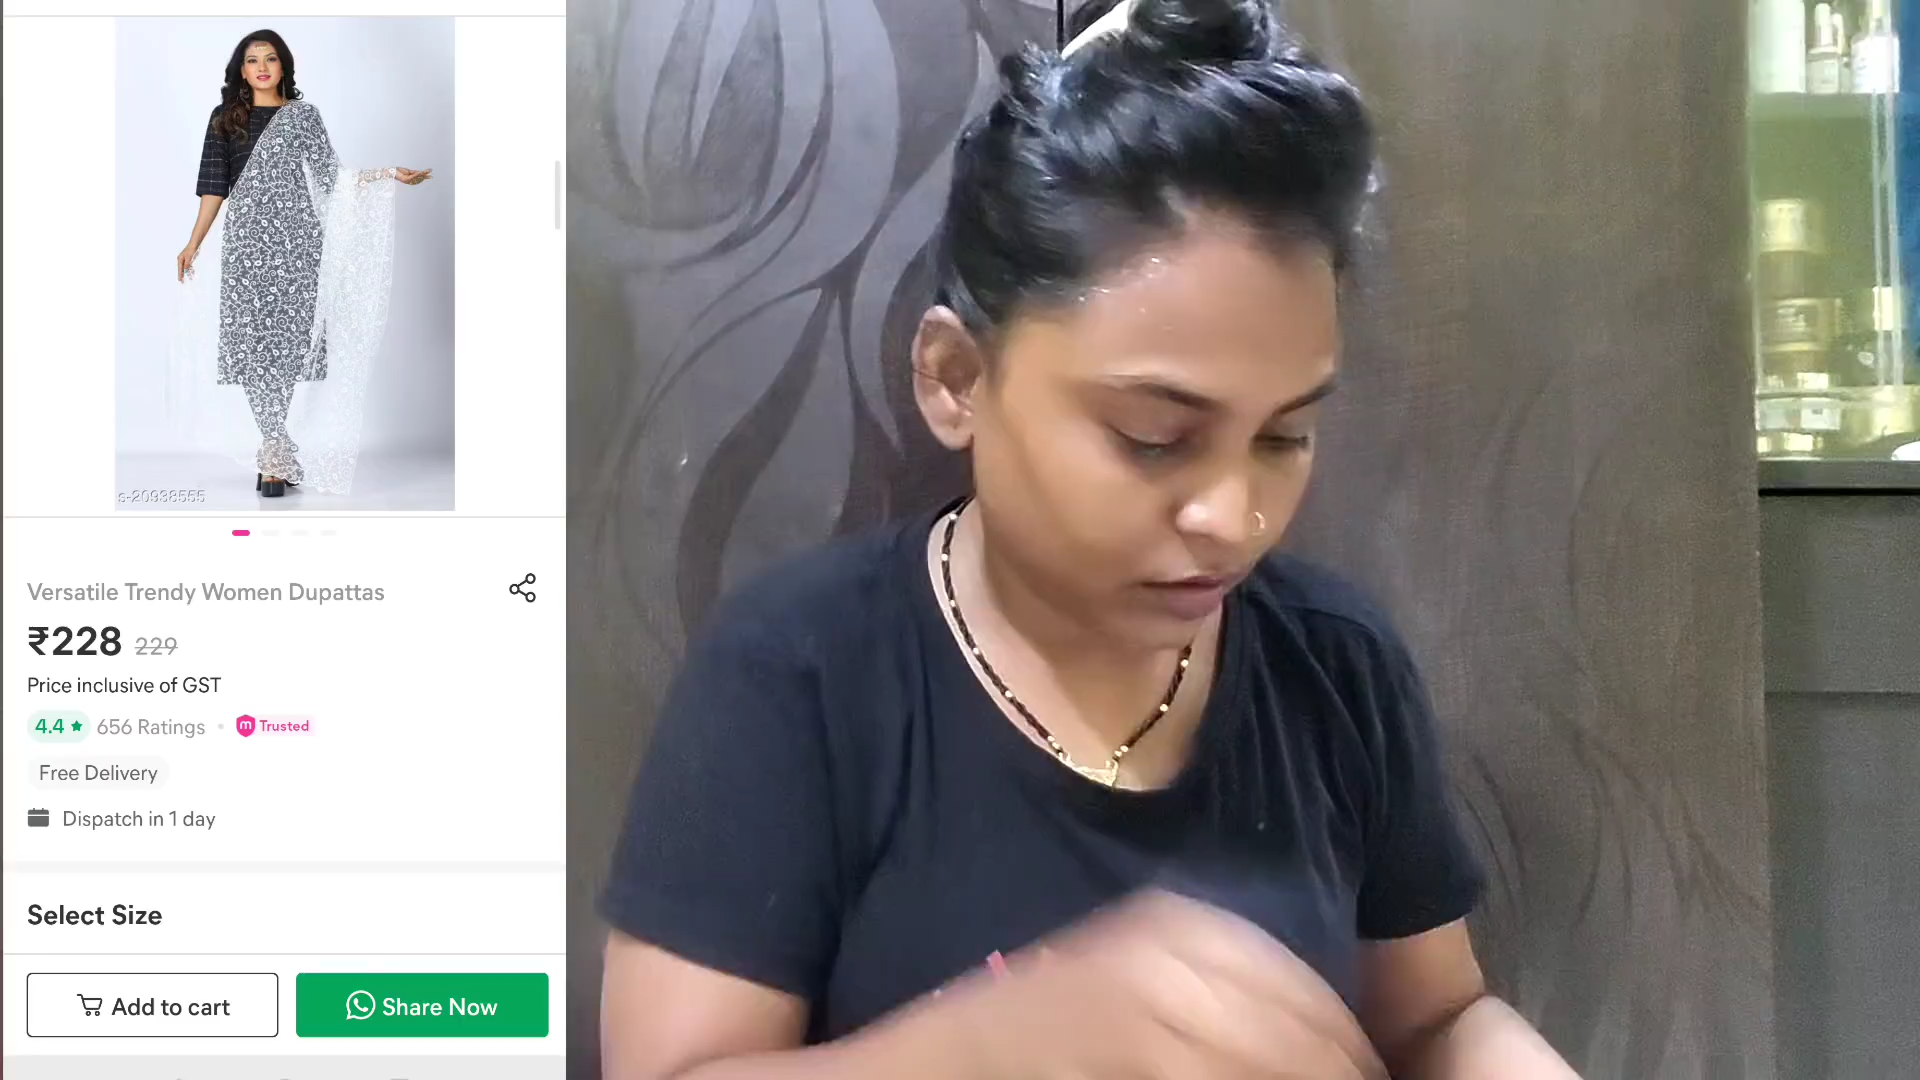 s-20938555
Versatile Trendy Women Dupattas
₹228 229
Price inclusive of GST
4.4 ★ 656 Ratings • m Trusted
Free Delivery
Dispatch in 1 day
Select Size
Add to cart
Share Now